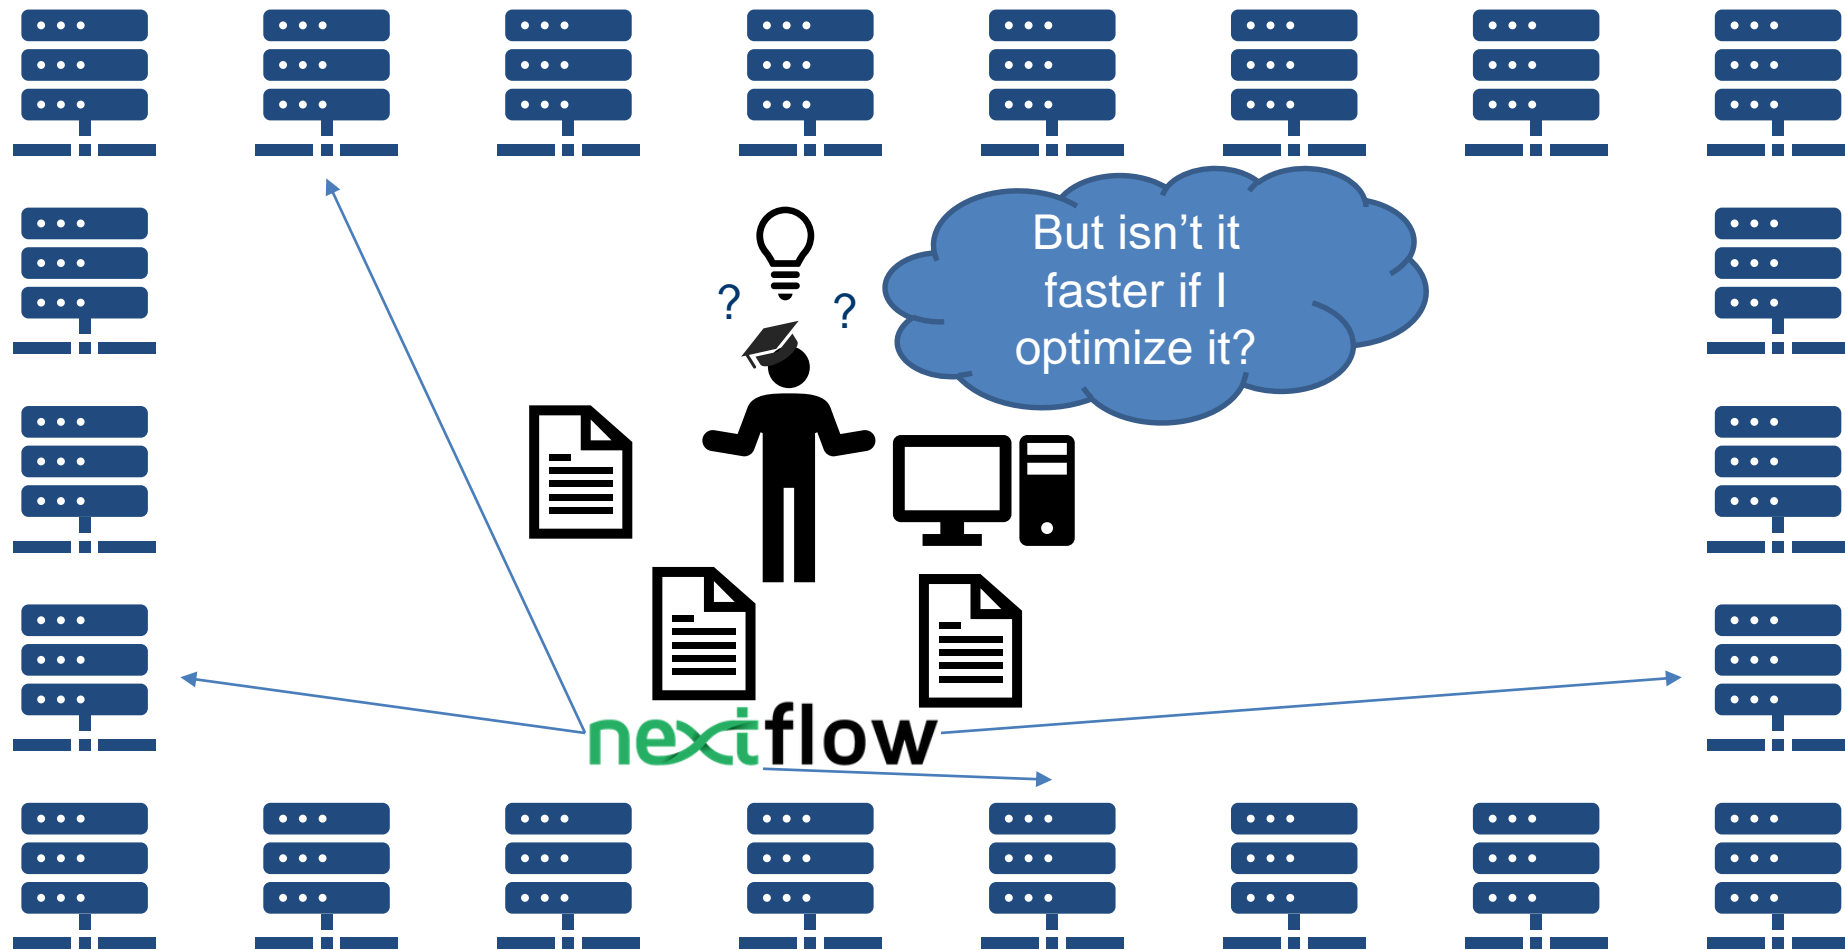 But isn’t it
faster if I
optimize it?
? ?
nextflow